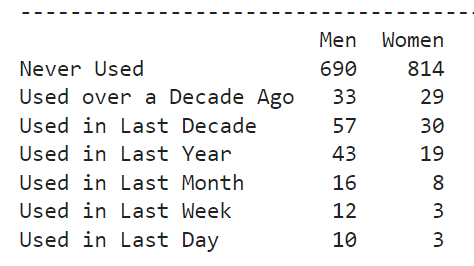 Men Women
Never Used 690 814
Used over a Decade Ago 33 29
Used in Last Decade 57 30
Used in Last Year 43 19
Used in Last Month 16 8
Used in Last Week 12 3
Used in Last Day 10 3